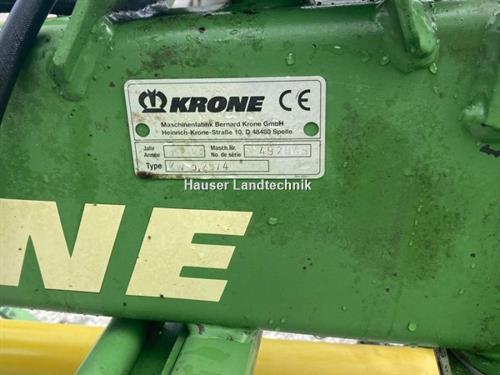 KRONE CE
Maschinenfabrik Bernard Krone GmbH
Heinrich-Krone-Straße 10, D 48480 Spelle
Jahr
Année
Masch.Nr.
No. de série
Type
Hauser Landtechnik
NE